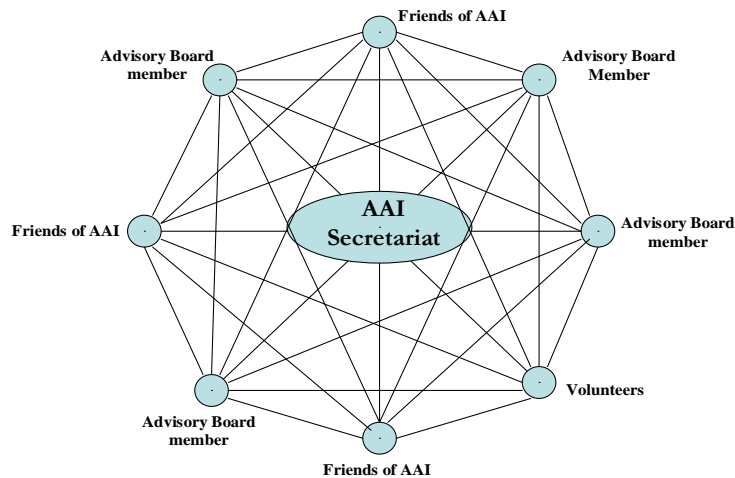 Friends of AAI
Advisory Board
member
Advisory Board
Member
AAI
Secretariat
Friends of AAI
Advisory Board
member
Volunteers
Advisory Board
member
Friends of AAI